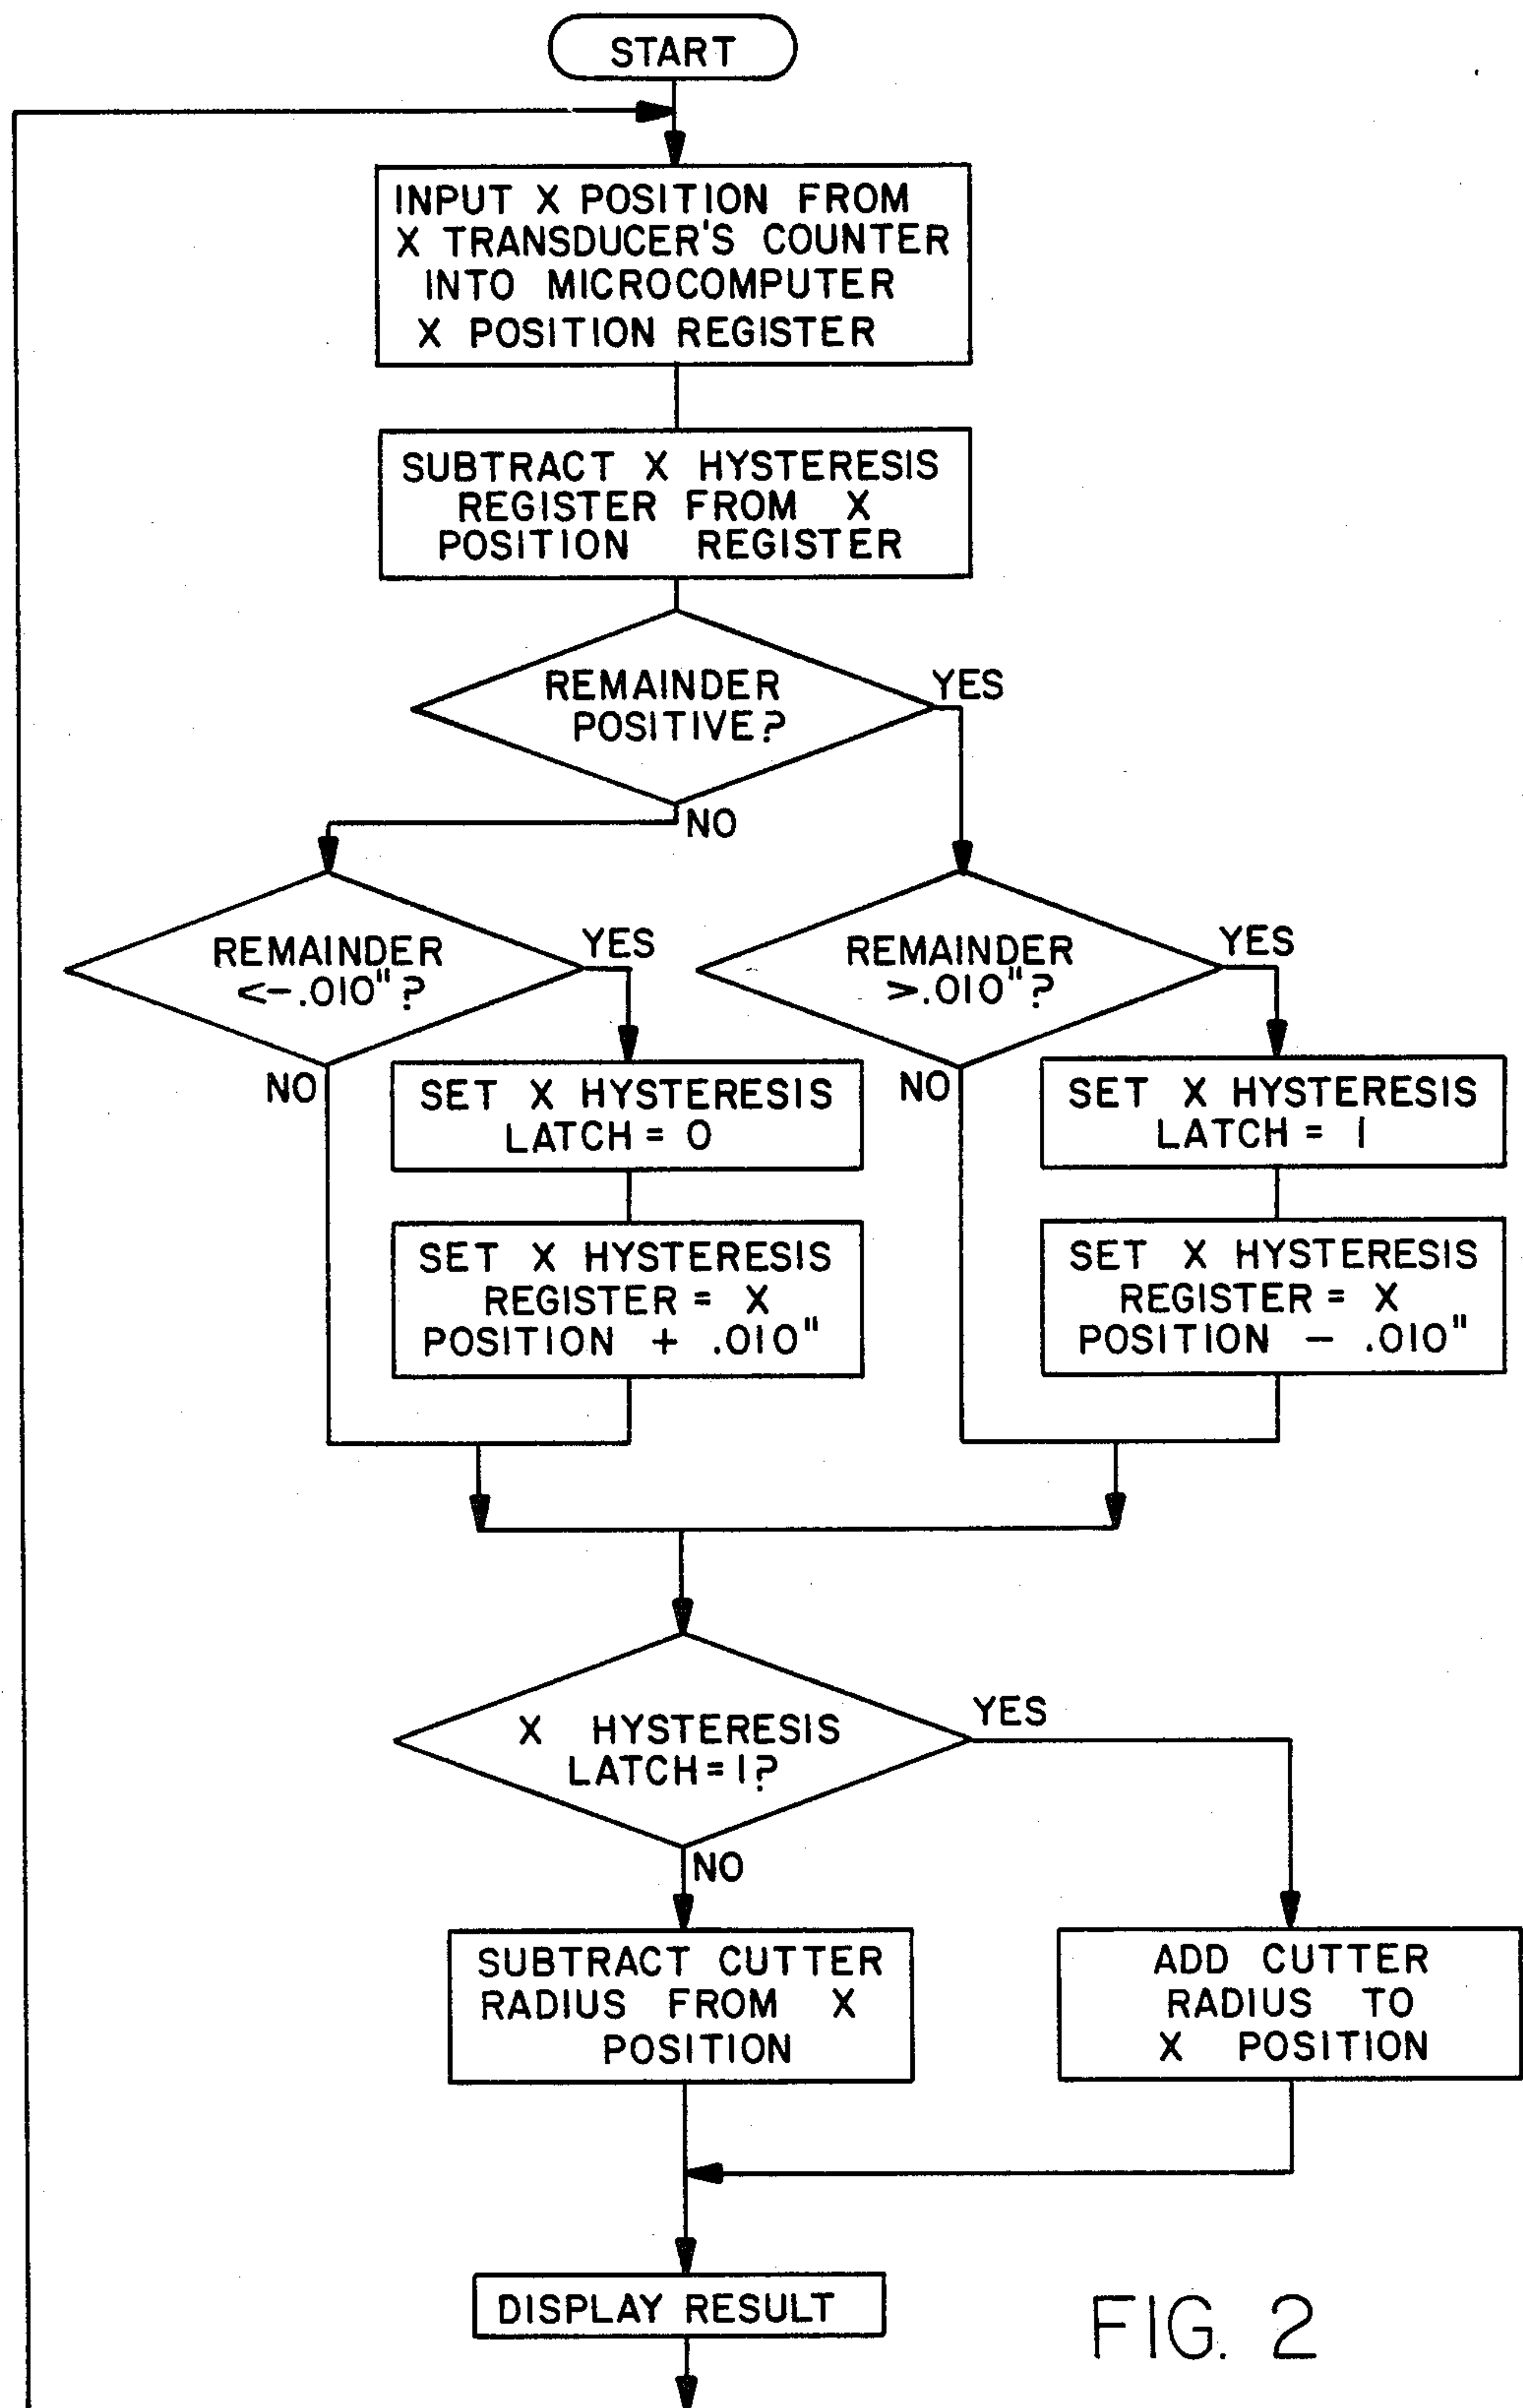 START
INPUT X POSITION FROM
X TRANSDUCER'S COUNTER
INTO MICROCOMPUTER
X POSITION REGISTER
SUBTRACT X HYSTERESIS
REGISTER FROM X
POSITION REGISTER
REMAINDER
POSITIVE?
YES
NO
REMAINDER
<-.010"?
YES
NO
SET X HYSTERESIS
LATCH = 0
SET X HYSTERESIS
REGISTER = X
POSITION + .010"
REMAINDER
>.010"?
YES
NO
SET X HYSTERESIS
LATCH = 1
SET X HYSTERESIS
REGISTER = X
POSITION - .010"
X HYSTERESIS
LATCH=1?
YES
NO
SUBTRACT CUTTER
RADIUS FROM X
POSITION
ADD CUTTER
RADIUS TO
X POSITION
DISPLAY RESULT
FIG. 2